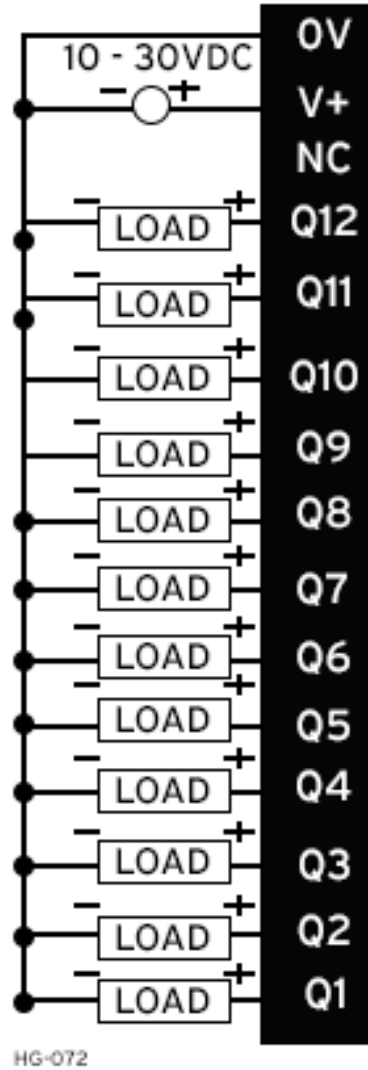 0V
10 - 30VDC
- + V+
NC
- LOAD + Q12
- LOAD + Q11
- LOAD + Q10
- LOAD + Q9
- LOAD + Q8
- LOAD + Q7
- LOAD + Q6
- LOAD + Q5
- LOAD + Q4
- LOAD + Q3
- LOAD + Q2
- LOAD + Q1
HG-072